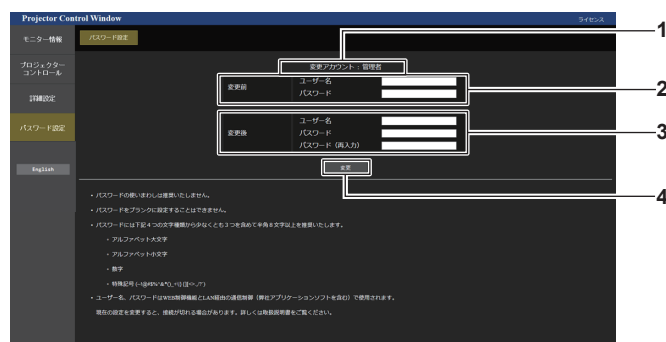 Projector Control Window
ライセンス
モニター情報
パスワード設定
1
プロジェクター
コントロール
変更アカウント：管理者
変更前
ユーザー名
パスワード
2
詳細設定
パスワード設定
変更後
ユーザー名
パスワード
パスワード（再入力）
3
English
変更
4
・パスワードの使いまわしは推奨いたしません。
・パスワードをブランクに設定することはできません。
・パスワードには下記４つの文字種類から少なくとも３つを含めて半角８文字以上を推奨いたします。
・アルファベット大文字
・アルファベット小文字
・数字
・特殊記号
・ユーザー名、パスワードはWEB制御機能とLAN経由の通信制御（弊社アプリケーションソフトを含む）で使用されます。
現在の設定を変更すると、接続が切れる場合があります。詳しくは取扱説明書をご覧ください。